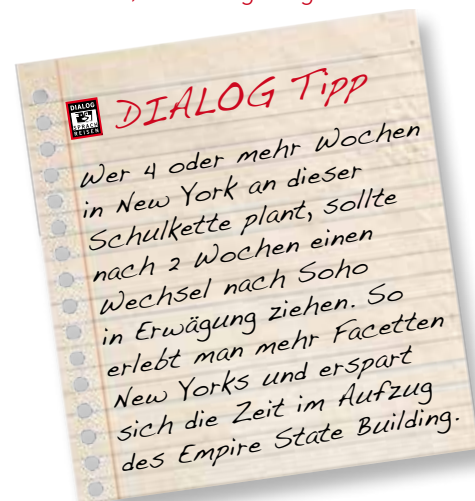 DIALOG
SPRACH
REISEN
DIALOG Tipp
Wer 4 oder mehr Wochen
in New York an dieser
Schulkette plant, sollte
nach 2 Wochen einen
Wechsel nach Soho
in Erwägung ziehen. So
erlebt man mehr Facetten
New Yorks und erspart
sich die Zeit im Aufzug
des Empire State Building.